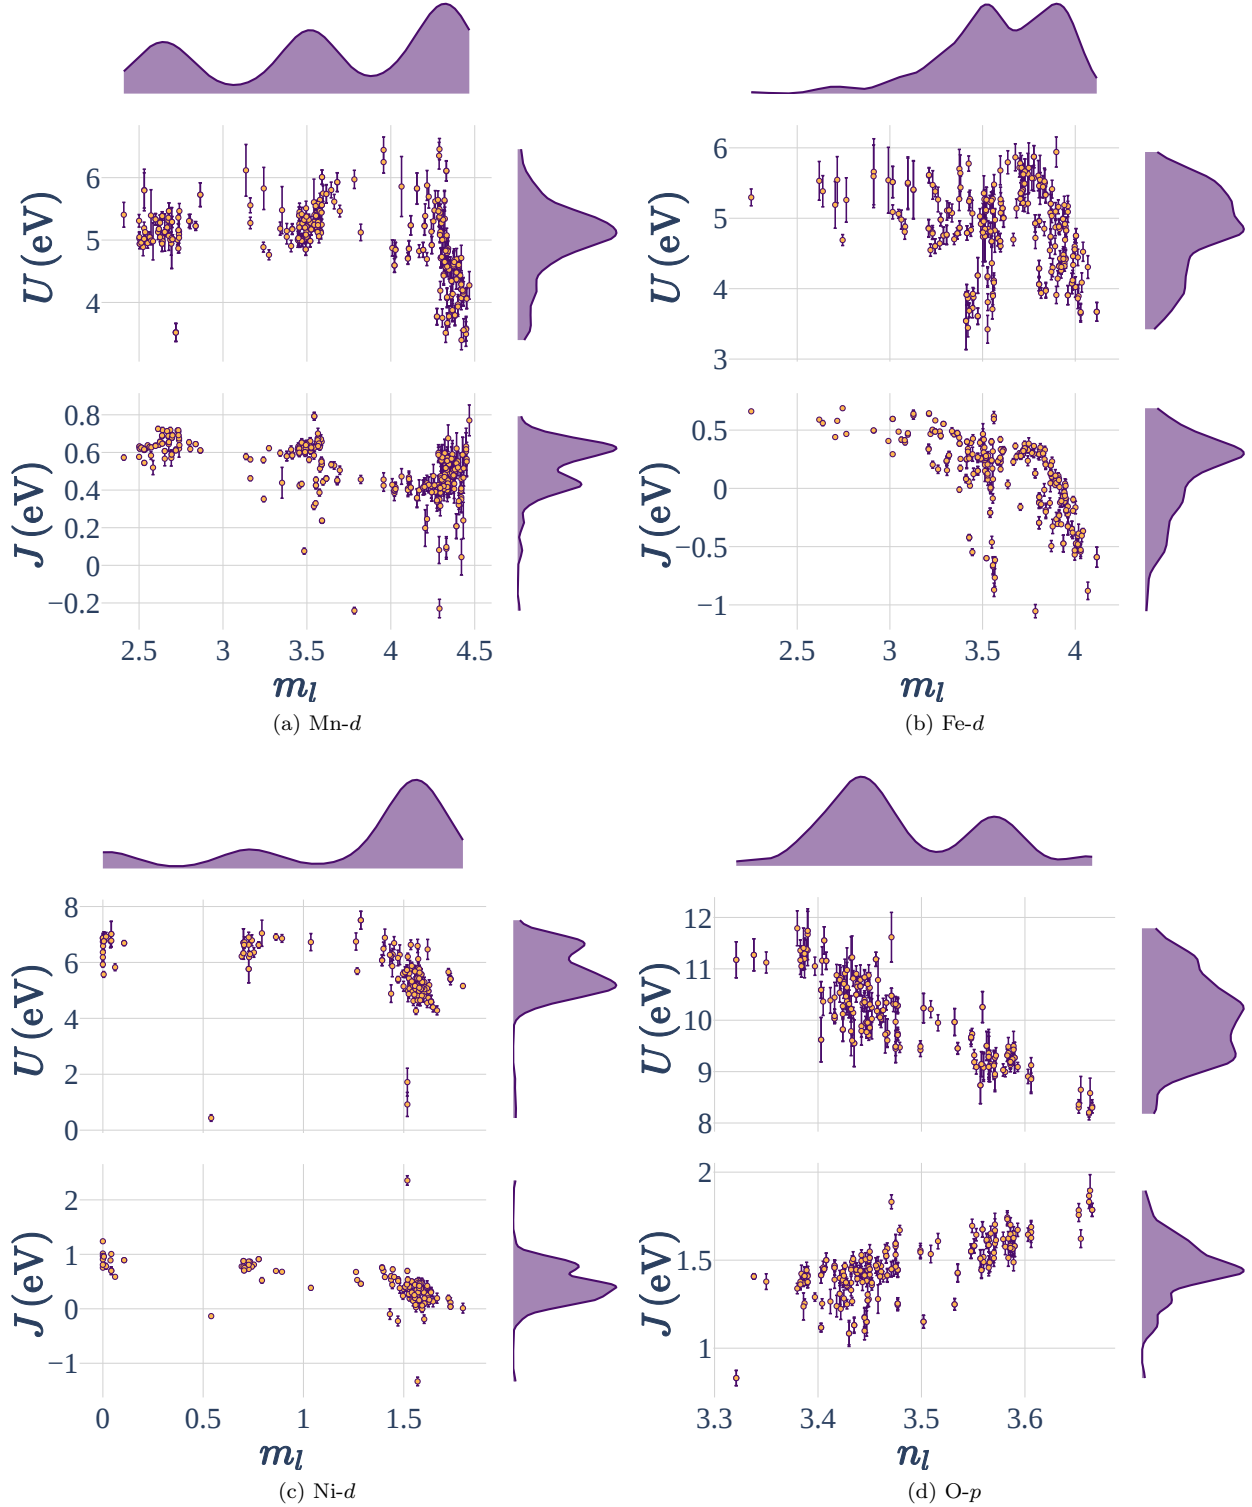 6
5
4
U (eV)
0.8
0.6
0.4
0.2
0
−0.2
J (eV)
2.5 3 3.5 4 4.5
m_l
(a) Mn-d
6
5
4
3
U (eV)
0.5
0
−0.5
−1
J (eV)
2.5 3 3.5 4
m_l
(b) Fe-d
8
6
4
2
0
U (eV)
2
1
0
−1
J (eV)
0 0.5 1 1.5
m_l
(c) Ni-d
12
11
10
9
8
U (eV)
2
1.5
1
J (eV)
3.3 3.4 3.5 3.6
n_l
(d) O-p